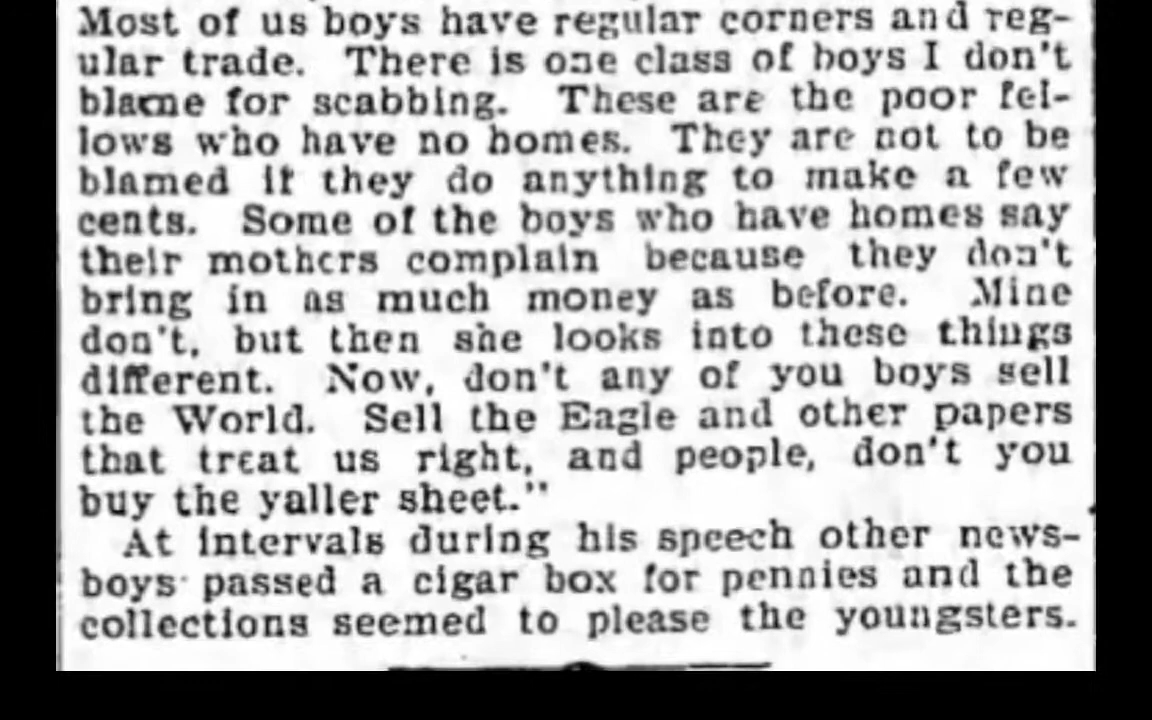 Most of us boys have regular corners and reg-
ular trade. There is one class of boys I don't
blame for scabbing. These are the poor fel-
lows who have no homes. They are not to be
blamed if they do anything to make a few
cents. Some of the boys who have homes say
their mothers complain because they don't
bring in as much money as before. Mine
don't, but then she looks into these things
different. Now, don't any of you boys sell
the World. Sell the Eagle and other papers
that treat us right, and people, don't you
buy the yaller sheet."
At intervals during his speech other news-
boys passed a cigar box for pennies and the
collections seemed to please the youngsters.